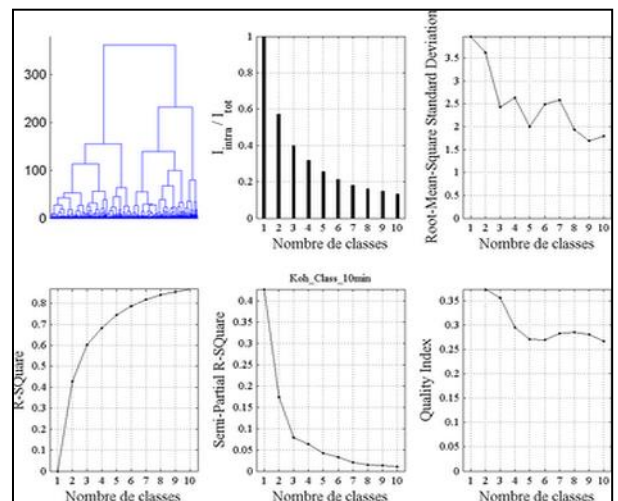 300
200
100
0
I intra / I tot
1
0.8
0.6
0.4
0.2
0
1 2 3 4 5 6 7 8 9 10
Nombre de classes
Root-Mean-Square Standard Deviation
3.5
3
2.5
2
1.5
1
0.5
0
1 2 3 4 5 6 7 8 9 10
Nombre de classes
R-SQuare
0.8
0.7
0.6
0.5
0.4
0.3
0.2
0.1
0
1 2 3 4 5 6 7 8 9 10
Nombre de classes
Koh_Class_10min
Semi-Partial R-SQuare
0.4
0.35
0.3
0.25
0.2
0.15
0.1
0.05
0
1 2 3 4 5 6 7 8 9 10
Nombre de classes
Quality Index
0.35
0.3
0.25
0.2
0.15
0.1
0.05
0
1 2 3 4 5 6 7 8 9 10
Nombre de classes